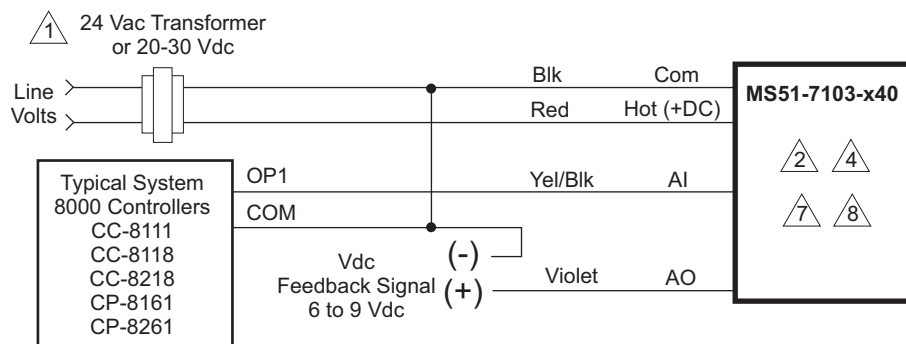 1
24 Vac Transformer
or 20-30 Vdc
Line
Volts
Blk
Com
Red
Hot (+DC)
MS51-7103-x40
2
4
7
8
Typical System
8000 Controllers
CC-8111
CC-8118
CC-8218
CP-8161
CP-8261
OP1
Yel/Blk
AI
COM
Vdc
Feedback Signal
6 to 9 Vdc
(-)
(+)
Violet
AO